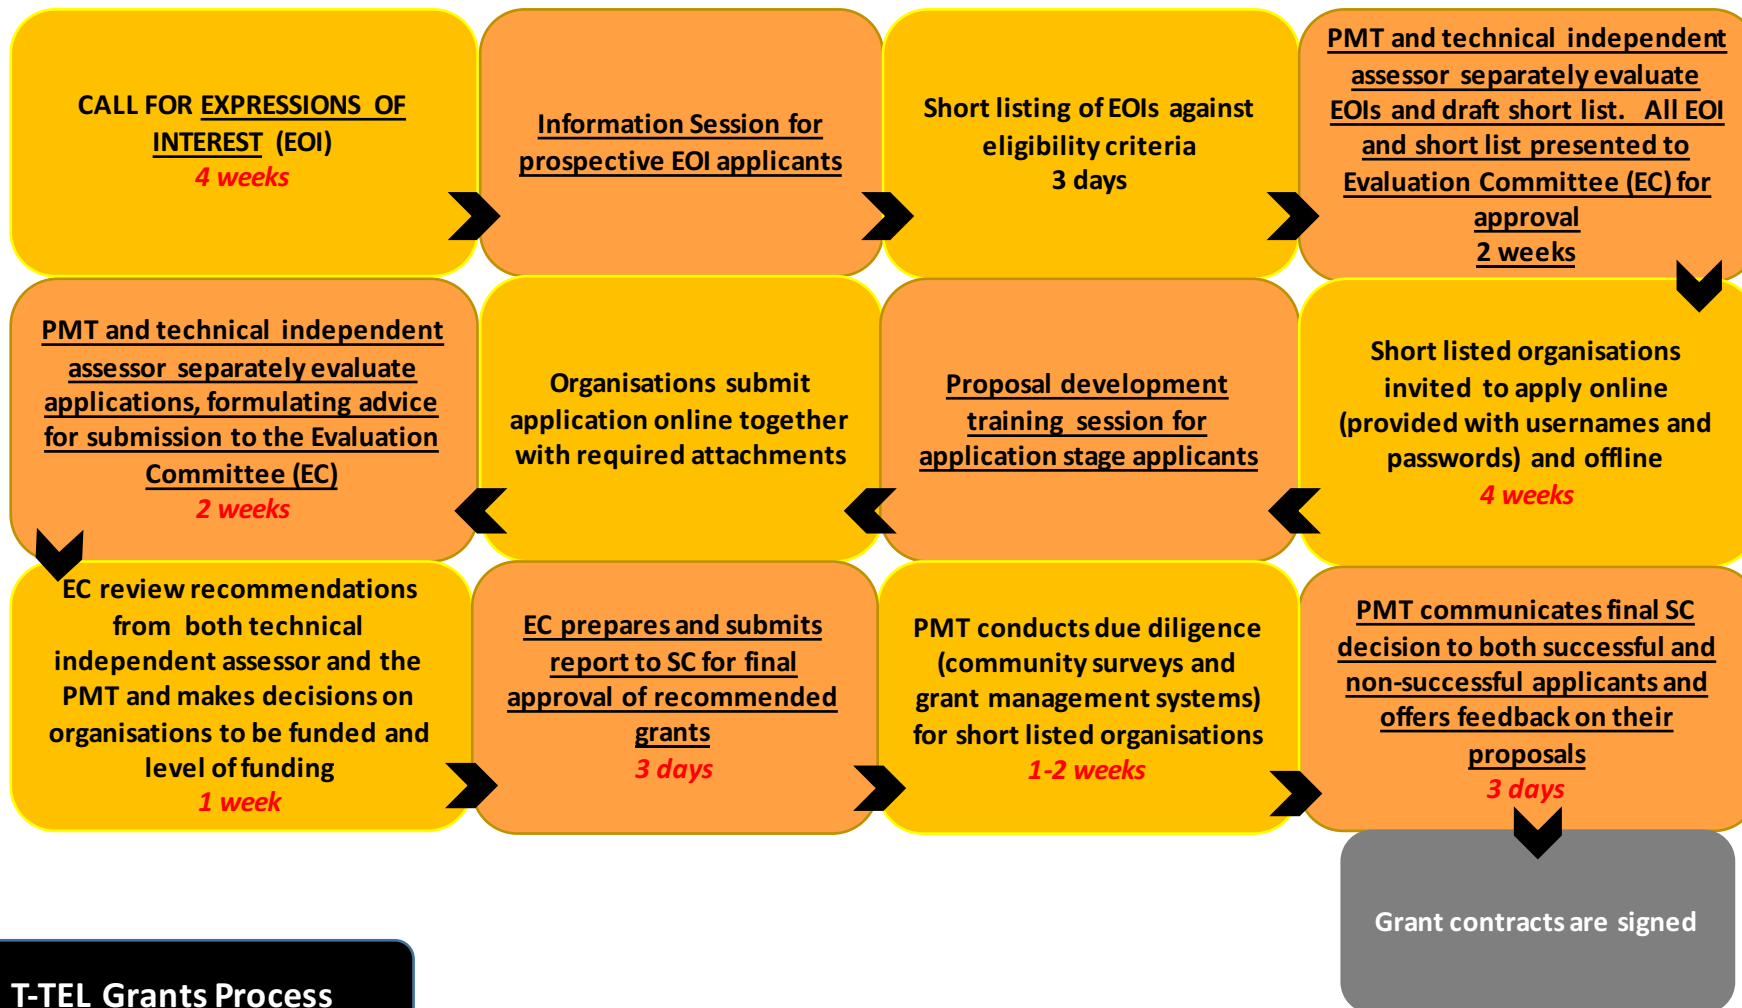 CALL FOR EXPRESSIONS OF
INTEREST (EOI)
4 weeks
Information Session for
prospective EOI applicants
Short listing of EOIs against
eligibility criteria
3 days
PMT and technical independent
assessor separately evaluate
EOIs and draft short list. All EOI
and short list presented to
Evaluation Committee (EC) for
approval
2 weeks
Short listed organisations
invited to apply online
(provided with usernames and
passwords) and offline
4 weeks
Proposal development
training session for
application stage applicants
Organisations submit
application online together
with required attachments
PMT and technical independent
assessor separately evaluate
applications, formulating advice
for submission to the Evaluation
Committee (EC)
2 weeks
EC review recommendations
from both technical
independent assessor and the
PMT and makes decisions on
organisations to be funded and
level of funding
1 week
EC prepares and submits
report to SC for final
approval of recommended
grants
3 days
PMT conducts due diligence
(community surveys and
grant management systems)
for short listed organisations
1-2 weeks
PMT communicates final SC
decision to both successful and
non-successful applicants and
offers feedback on their
proposals
3 days
Grant contracts are signed
T-TEL Grants Process